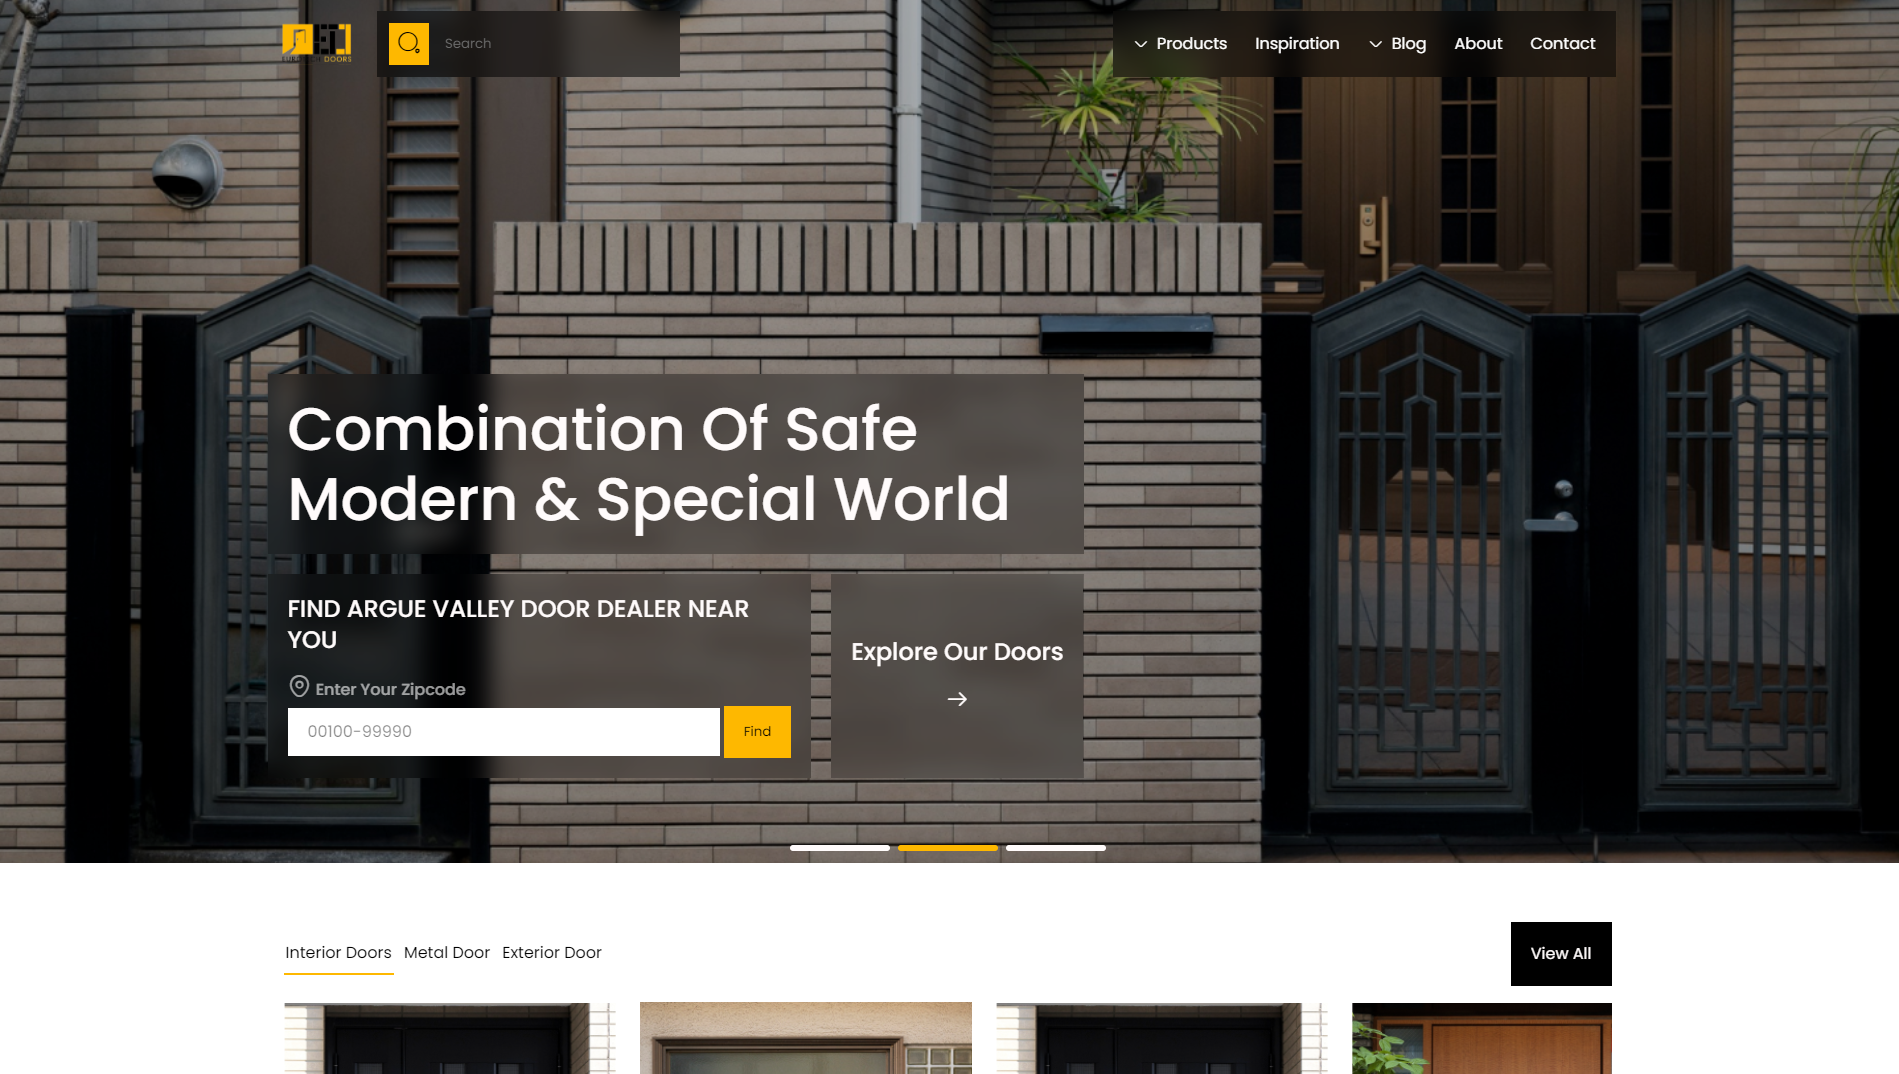 DOORS
Search
Products
Inspiration
Blog
About
Contact
Combination Of Safe
Modern & Special World
FIND ARGUE VALLEY DOOR DEALER NEAR
YOU
Enter Your Zipcode
00100-99990
Find
Explore Our Doors
Interior Doors
Metal Door
Exterior Door
View All